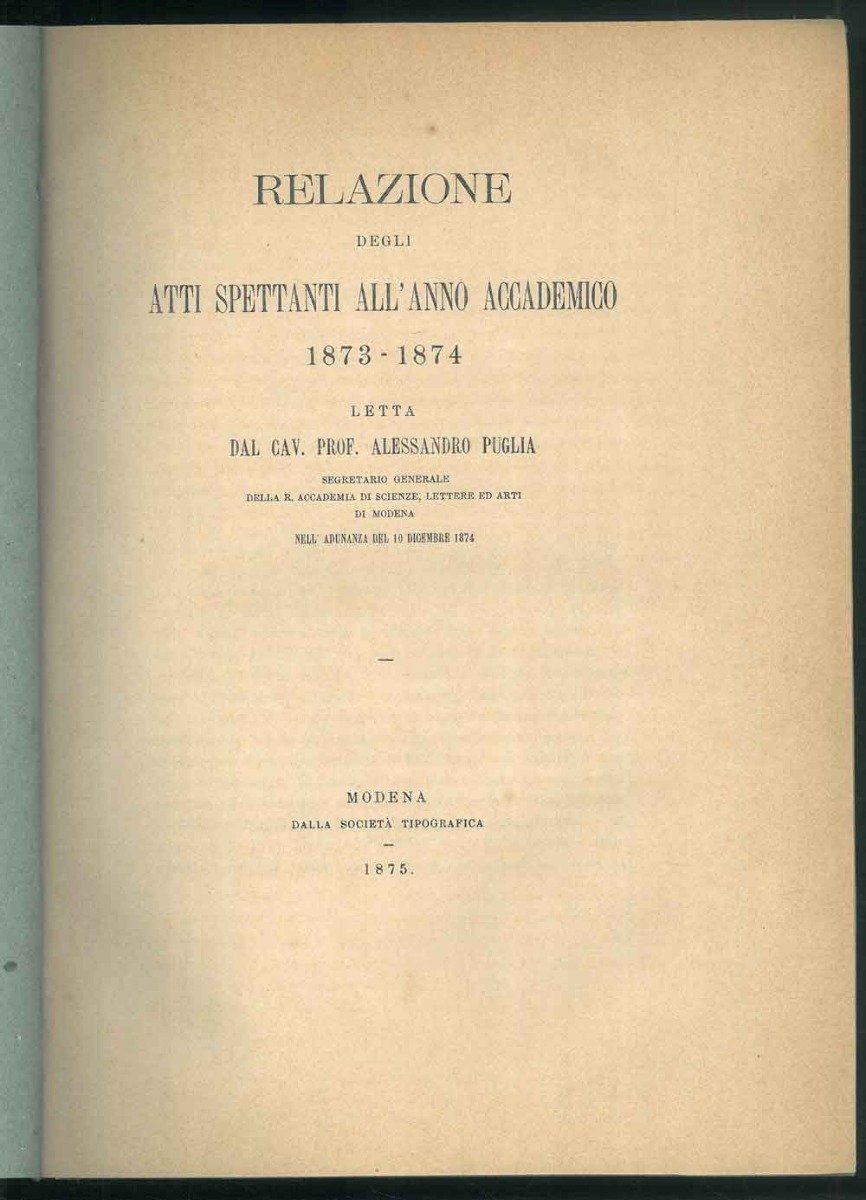 RELAZIONE
DEGLI
ATTI SPETTANTI ALL'ANNO ACCADEMICO
1873-1874
LETTA
DAL CAV. PROF. ALESSANDRO PUGLIA
SEGRETARIO GENERALE
DELLA R. ACCADEMIA DI SCIENZE, LETTERE ED ARTI
DI MODENA
NELL' ADUNANZA DEL 10 DICEMBRE 1874
MODENA
DALLA SOCIETÀ TIPOGRAFICA
1875.